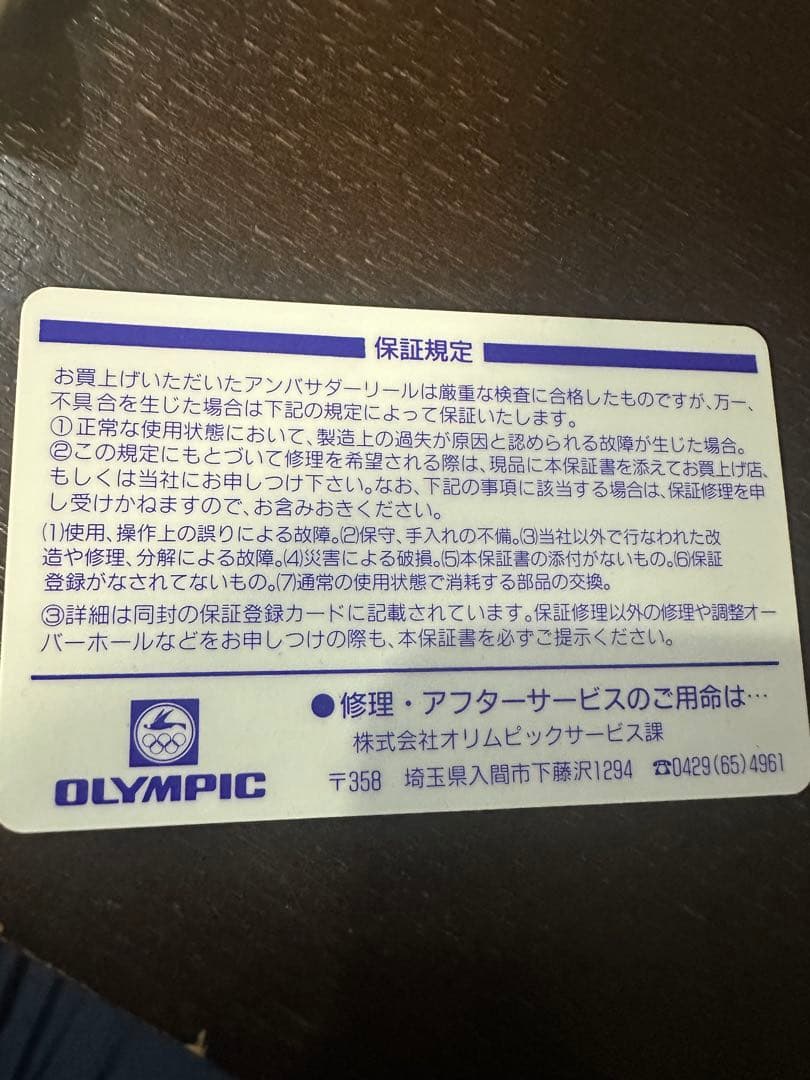 保証規定
お買上げいただいたアンバサダーリールは厳重な検査に合格したものですが、万一、
不具合を生じた場合は下記の規定によって保証いたします。
①正常な使用状態において、製造上の過失が原因と認められる故障が生じた場合。
②この規定にもとづいて修理を希望される際は、現品に本保証書を添えてお買上げ店、
もしくは当社にお申しつけ下さい。なお、下記の事項に該当する場合は、保証修理を申
し受けかねますので、お含みおきください。
⑴使用、操作上の誤りによる故障。⑵保守、手入れの不備。⑶当社以外で行なわれた改
造や修理、分解による故障。⑷災害による破損。⑸本保証書の添付がないもの。⑹保証
登録がなされてないもの。⑺通常の使用状態で消耗する部品の交換。
③詳細は同封の保証登録カードに記載されています。保証修理以外の修理や調整オー
バーホールなどをお申しつけの際も、本保証書を必ずご提示ください。
●修理・アフターサービスのご用命は…
株式会社オリムピックサービス課
〒358 埼玉県入間市下藤沢1294 ☎0429(65)4961
OLYMPIC